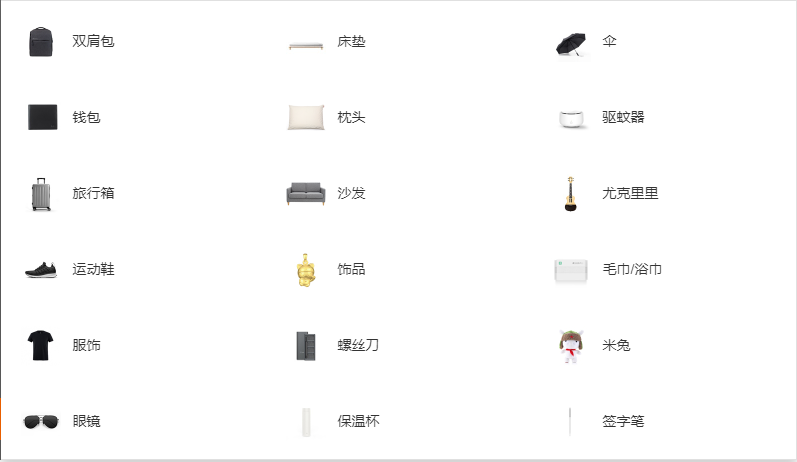 双肩包
床垫
伞
钱包
枕头
驱蚊器
旅行箱
沙发
尤克里里
运动鞋
饰品
毛巾/浴巾
服饰
螺丝刀
米兔
眼镜
保温杯
签字笔